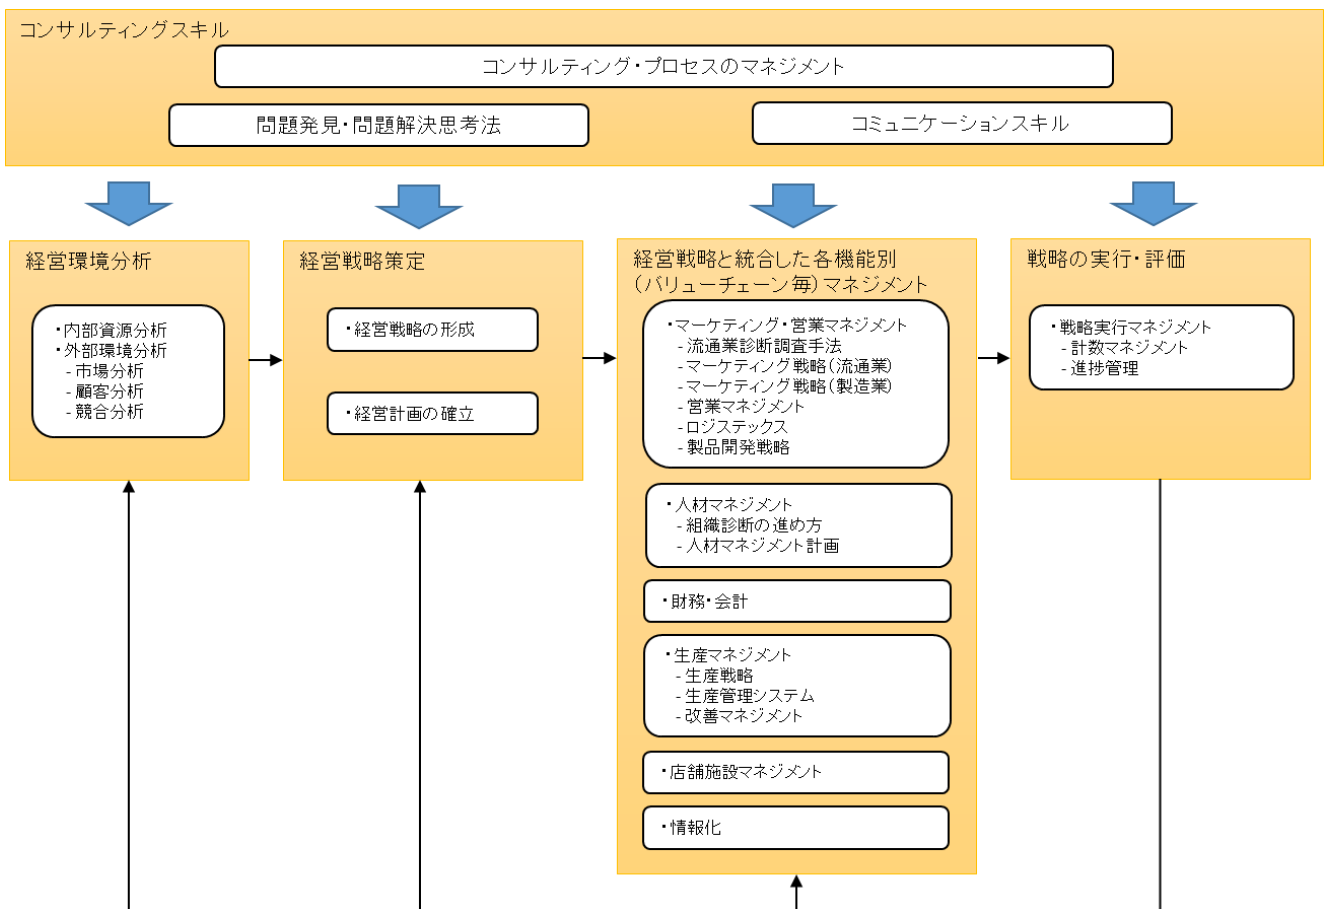 コンサルティングスキル
コンサルティング・プロセスのマネジメント
問題発見・問題解決思考法
コミュニケーションスキル
経営環境分析
・内部資源分析
・外部環境分析
- 市場分析
- 顧客分析
- 競合分析
経営戦略策定
・経営戦略の形成
・経営計画の確立
経営戦略と統合した各機能別
（バリューチェーン毎）マネジメント
・マーケティング・営業マネジメント
- 流通業診断調査手法
- マーケティング戦略（流通業）
- マーケティング戦略（製造業）
- 営業マネジメント
- ロジステックス
- 製品開発戦略
・人材マネジメント
- 組織診断の進め方
- 人材マネジメント計画
・財務・会計
・生産マネジメント
- 生産戦略
- 生産管理システム
- 改善マネジメント
・店舗施設マネジメント
・情報化
戦略の実行・評価
・戦略実行マネジメント
- 計数マネジメント
- 進捗管理